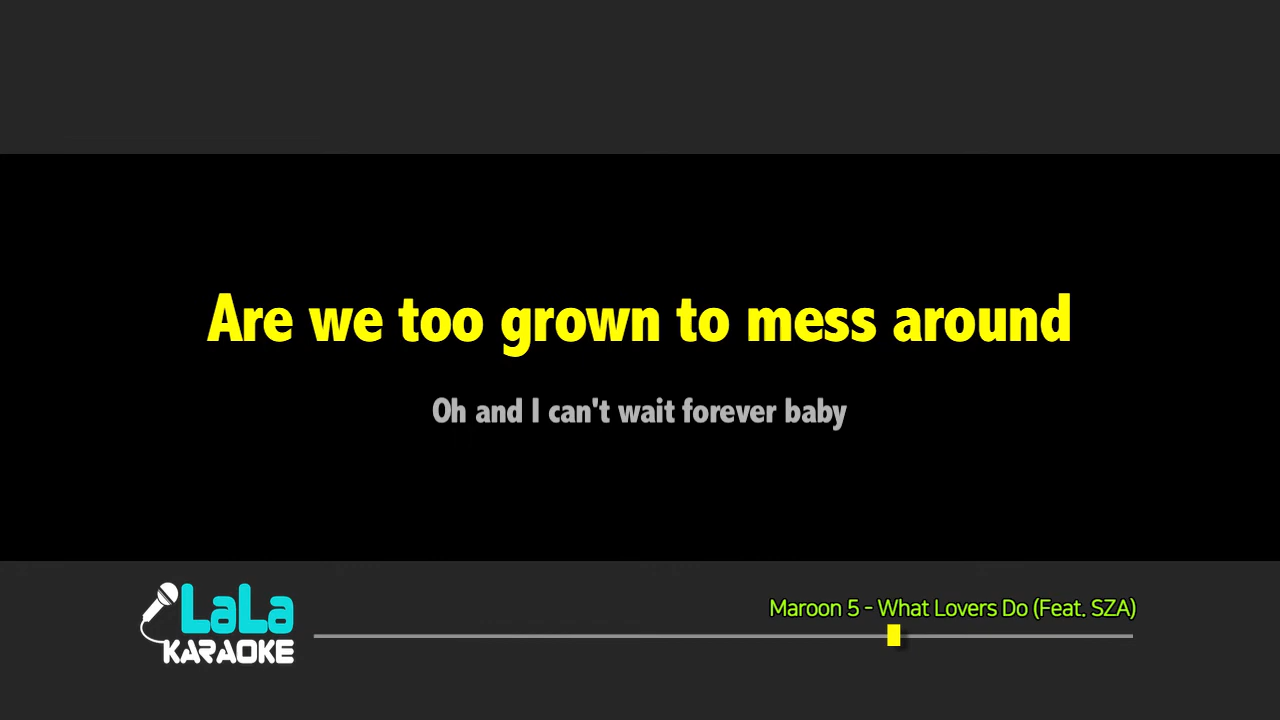 Are we too grown to mess around
Oh and I can't wait forever baby
LaLa
KARAOKE
Maroon 5 - What Lovers Do (Feat. SZA)